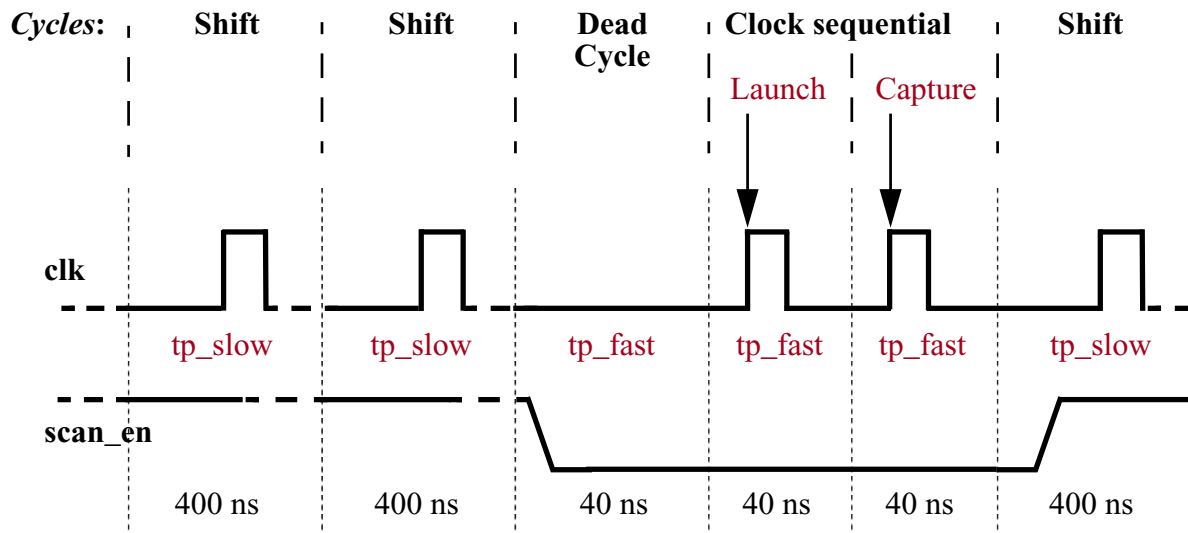 Cycles: Shift Shift Dead Cycle Clock sequential Shift
Launch Capture
clk
tp_slow tp_slow tp_fast tp_fast tp_fast tp_slow
scan_en
400 ns 400 ns 40 ns 40 ns 40 ns 400 ns